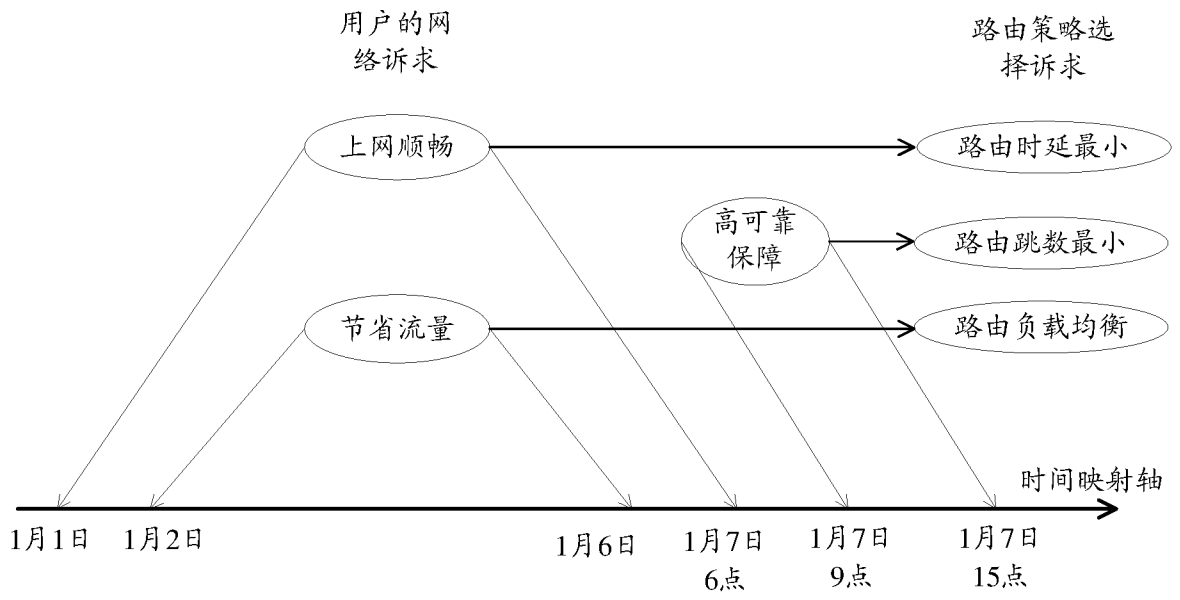 用户的网
络诉求
路由策略选
择诉求
上网顺畅
路由时延最小
高可靠
保障
路由跳数最小
节省流量
路由负载均衡
时间映射轴
1月1日
1月2日
1月6日
1月7日
6点
1月7日
9点
1月7日
15点